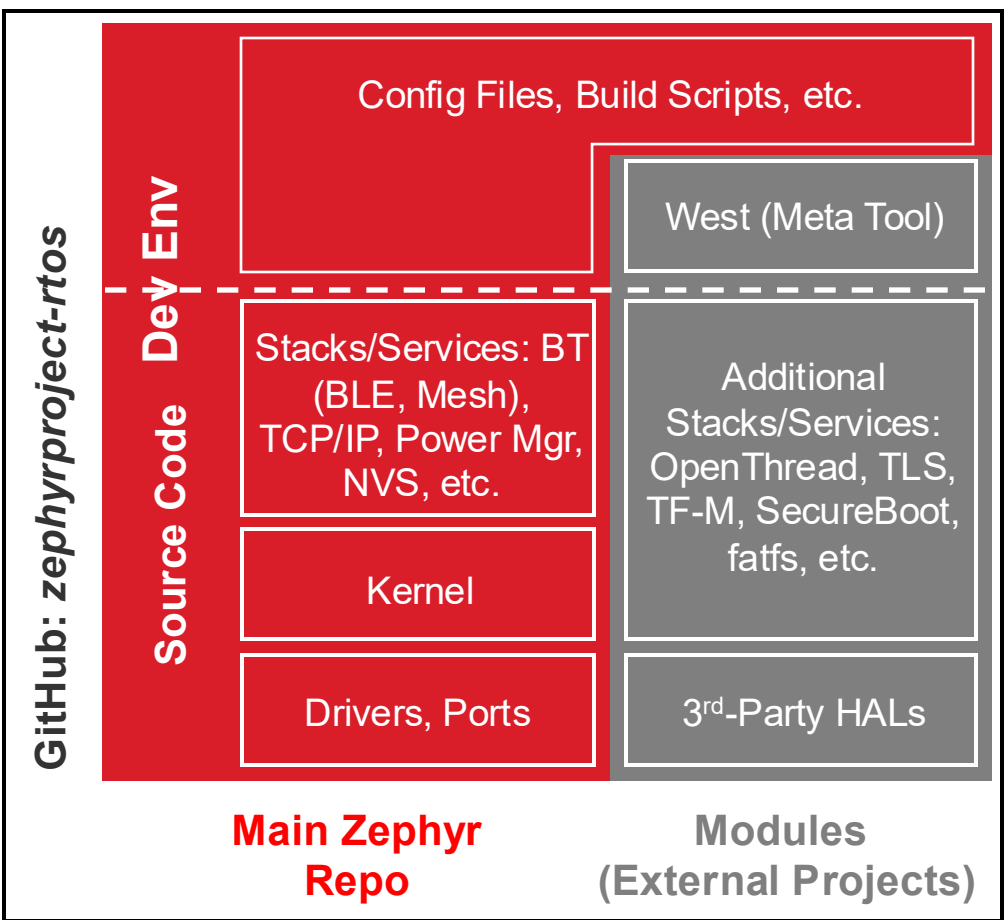 Config Files, Build Scripts, etc.
West (Meta Tool)
GitHub: zephyrproject-rtos
Dev Env
Source Code
Stacks/Services: BT
(BLE, Mesh),
TCP/IP, Power Mgr,
NVS, etc.
Kernel
Drivers, Ports
Additional
Stacks/Services:
OpenThread, TLS,
TF-M, SecureBoot,
fatfs, etc.
3rd-Party HALs
Main Zephyr
Repo
Modules
(External Projects)